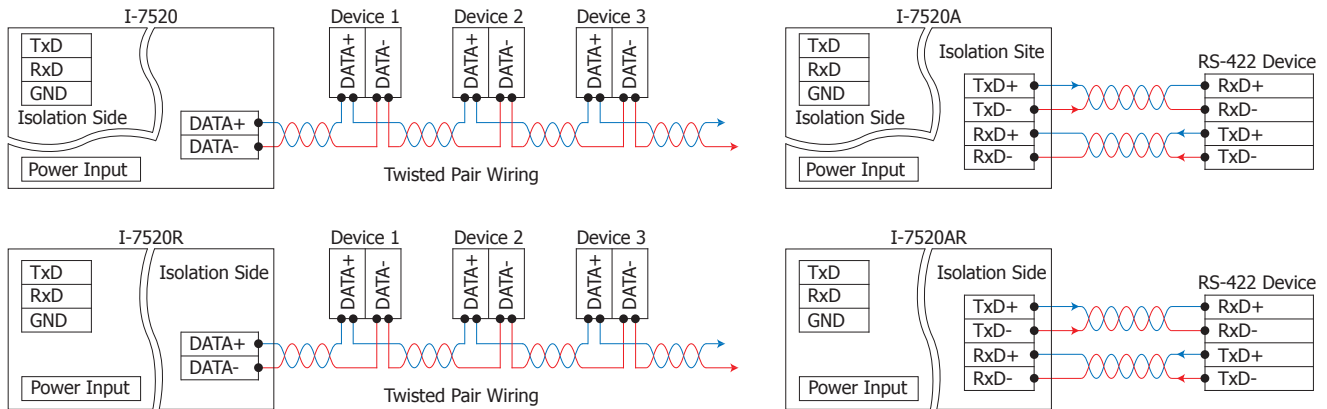 I-7520
TxD
RxD
GND
Isolation Side
Power Input
DATA+
DATA-
Device 1
DATA+
DATA-
Device 2
DATA+
DATA-
Device 3
DATA+
DATA-
Twisted Pair Wiring
I-7520A
TxD
RxD
GND
Isolation Side
Power Input
Isolation Site
TxD+
TxD-
RxD+
RxD-
RS-422 Device
RxD+
RxD-
TxD+
TxD-
I-7520R
TxD
RxD
GND
Power Input
Isolation Side
DATA+
DATA-
Device 1
DATA+
DATA-
Device 2
DATA+
DATA-
Device 3
DATA+
DATA-
Twisted Pair Wiring
I-7520AR
TxD
RxD
GND
Power Input
Isolation Side
TxD+
TxD-
RxD+
RxD-
RS-422 Device
RxD+
RxD-
TxD+
TxD-